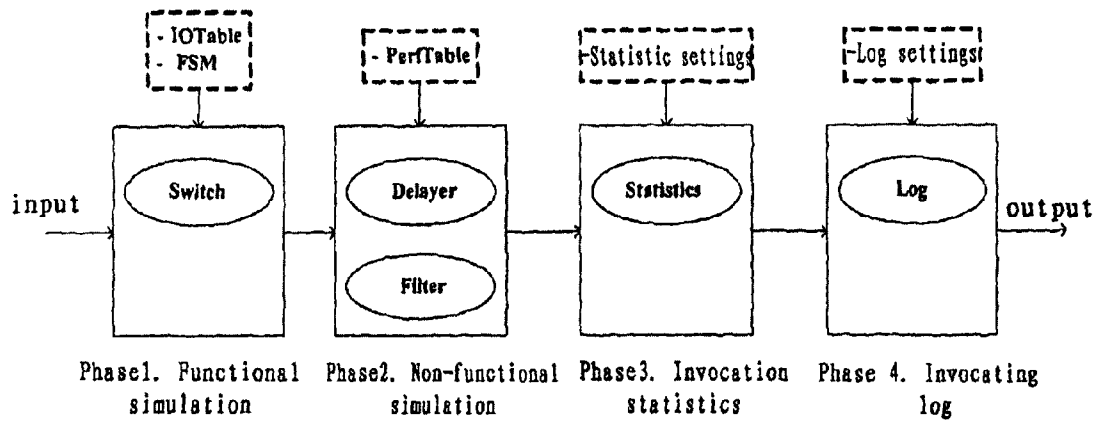 - IOTable
- FSM
- PerfTable
-Statistic settings
-Log settings
input
Switch
Delayer
Filter
Statistics
Log
output
Phase1. Functional
simulation
Phase2. Non-functional
simulation
Phase3. Invocation
statistics
Phase 4. Invocating
log